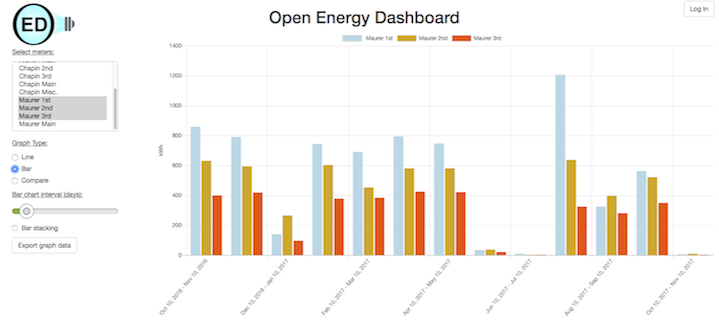 ED
Open Energy Dashboard
Log In
Select meters:
Chapin 2nd
Chapin 3rd
Chapin Main
Chapin Misc.
Maurer 1st
Maurer 2nd
Maurer 3rd
Maurer Main
Graph Type:
Line
Bar
Compare
Bar chart interval (days):
Bar stacking
Export graph data
Maurer 1st Maurer 2nd Maurer 3rd
kWh
1400
1200
1000
800
600
400
200
0
Oct 10, 2016 - Nov 10, 2016
Dec 10, 2016 - Jan 10, 2017
Feb 10, 2017 - Mar 10, 2017
Apr 10, 2017 - May 10, 2017
Jun 10, 2017 - Jul 10, 2017
Aug 10, 2017 - Sep 10, 2017
Oct 10, 2017 - Nov 10, 2017